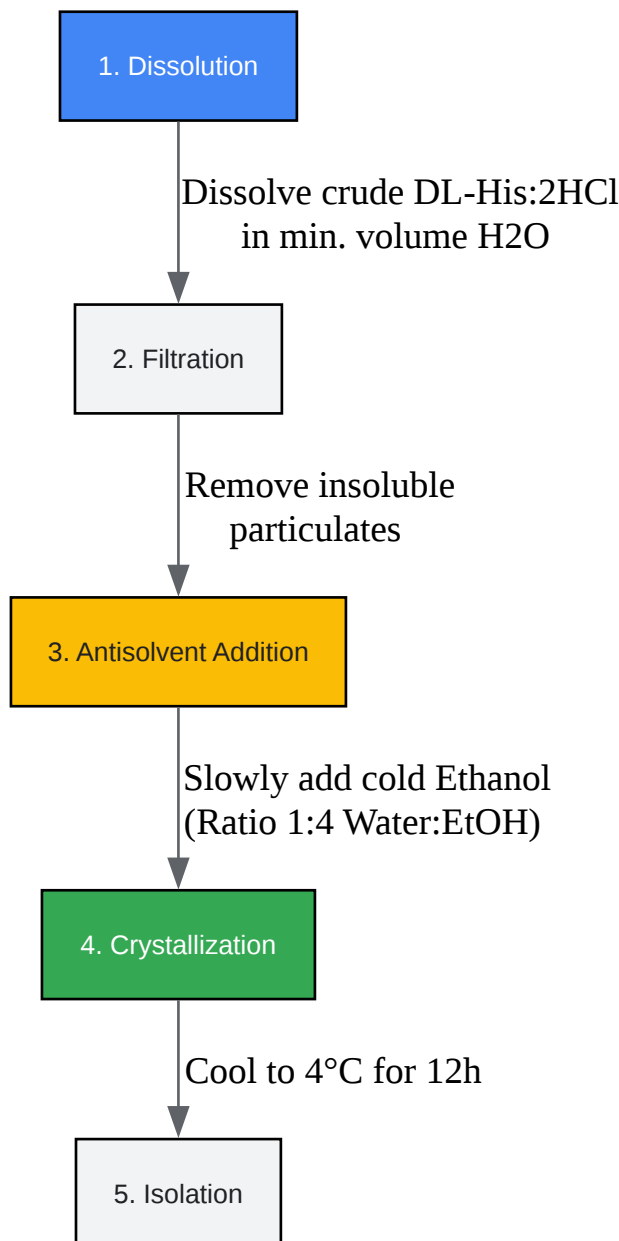 1. Dissolution
Dissolve crude DL-His:2HCl
in min. volume H2O
2. Filtration
Remove insoluble
particulates
3. Antisolvent Addition
Slowly add cold Ethanol
(Ratio 1:4 Water:EtOH)
4. Crystallization
Cool to 4°C for 12h
5. Isolation